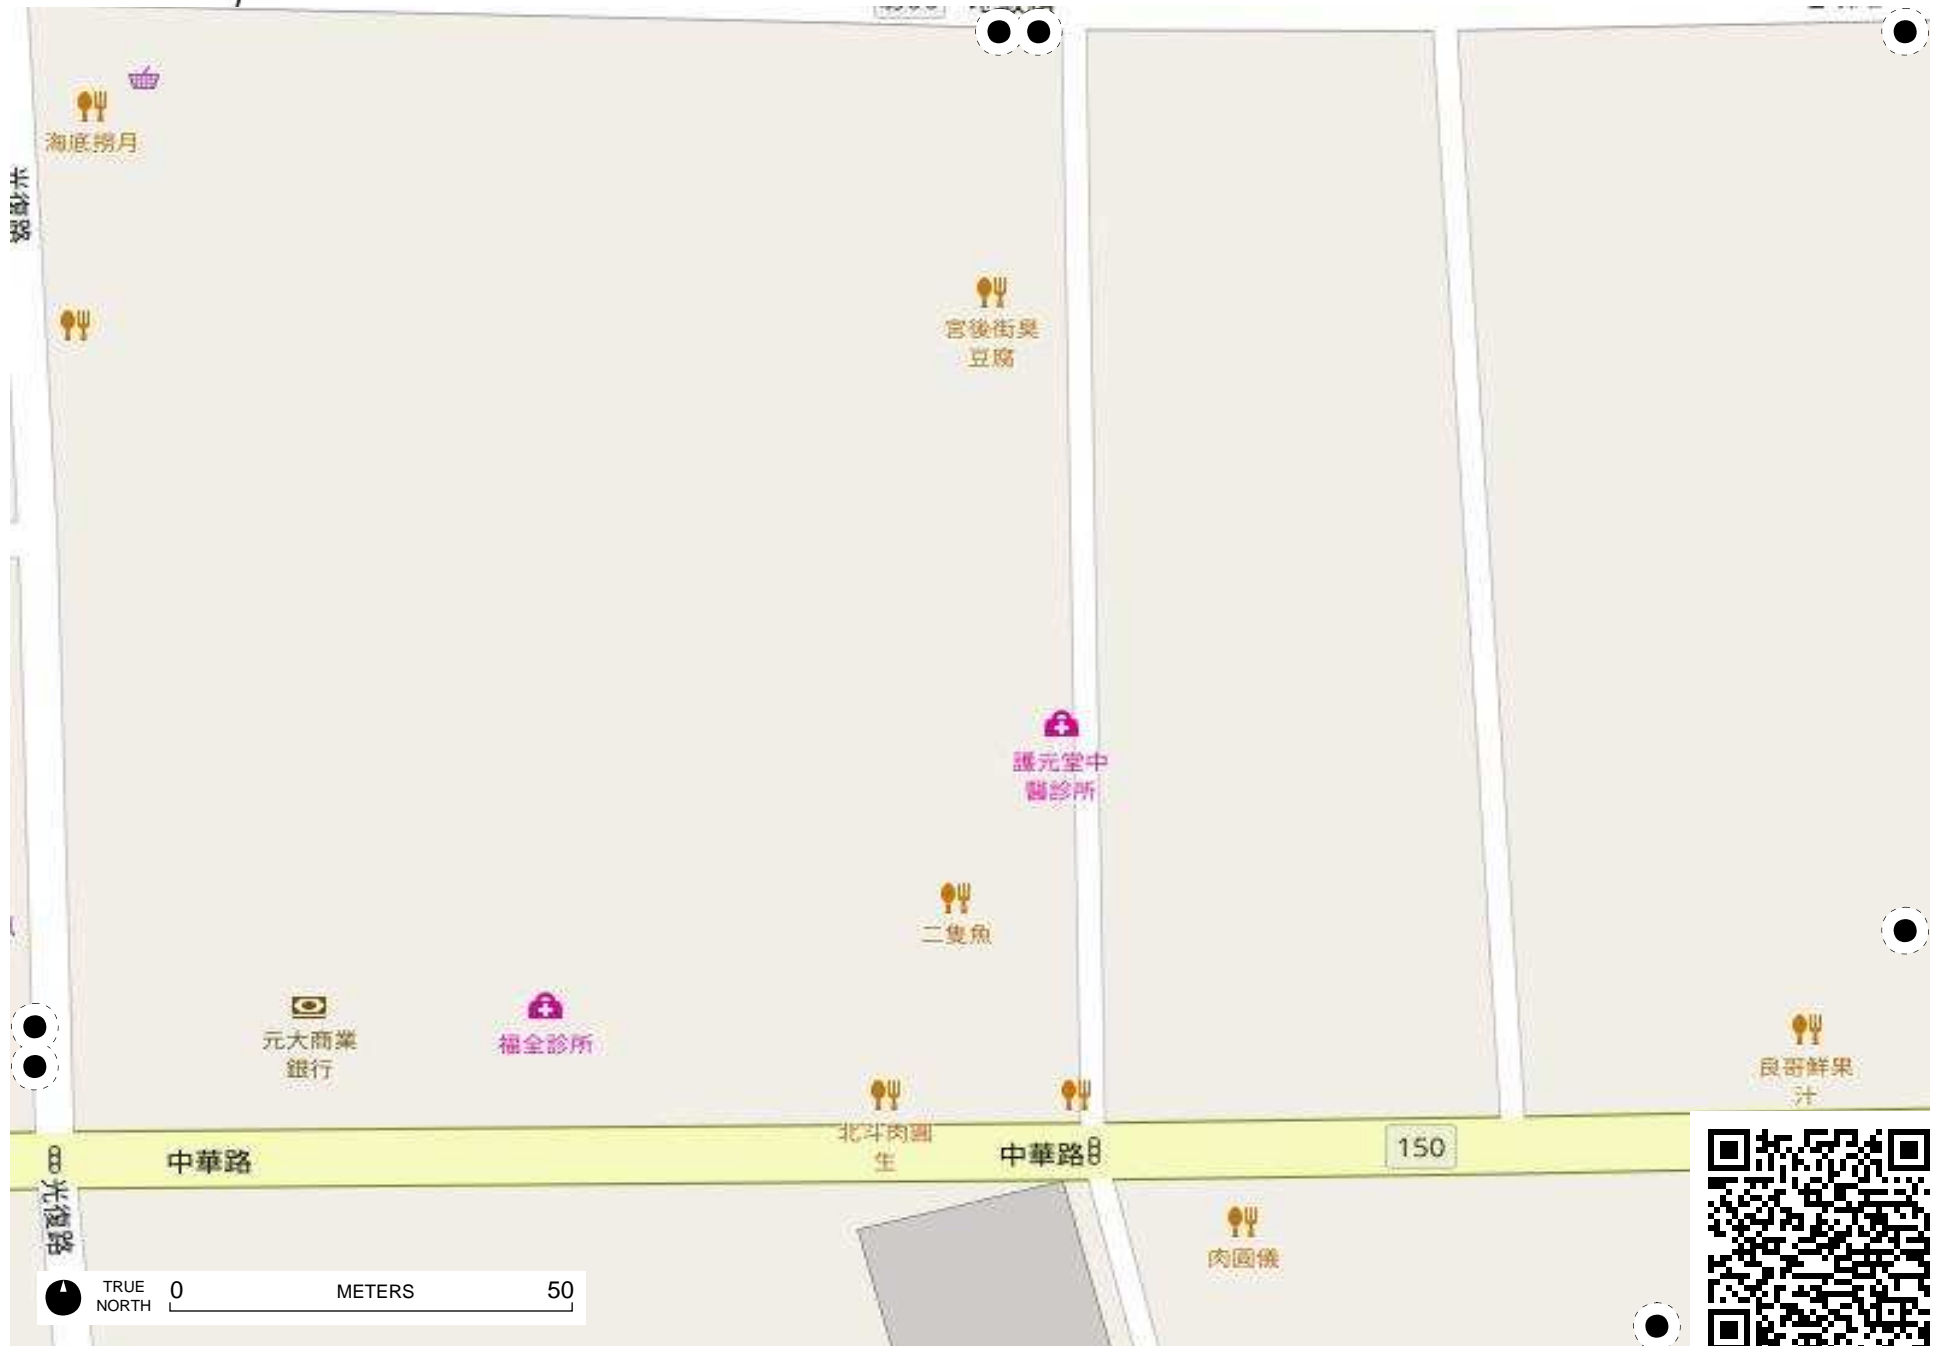 海底撈月
光復路
宮後街臭
豆腐
護元堂中
醫診所
二隻魚
元大商業
銀行
福全診所
良哥鮮果
汁
北斗肉圓
生
中華路
中華路
150
光復路
肉圓儀
TRUE
NORTH
0
METERS
50